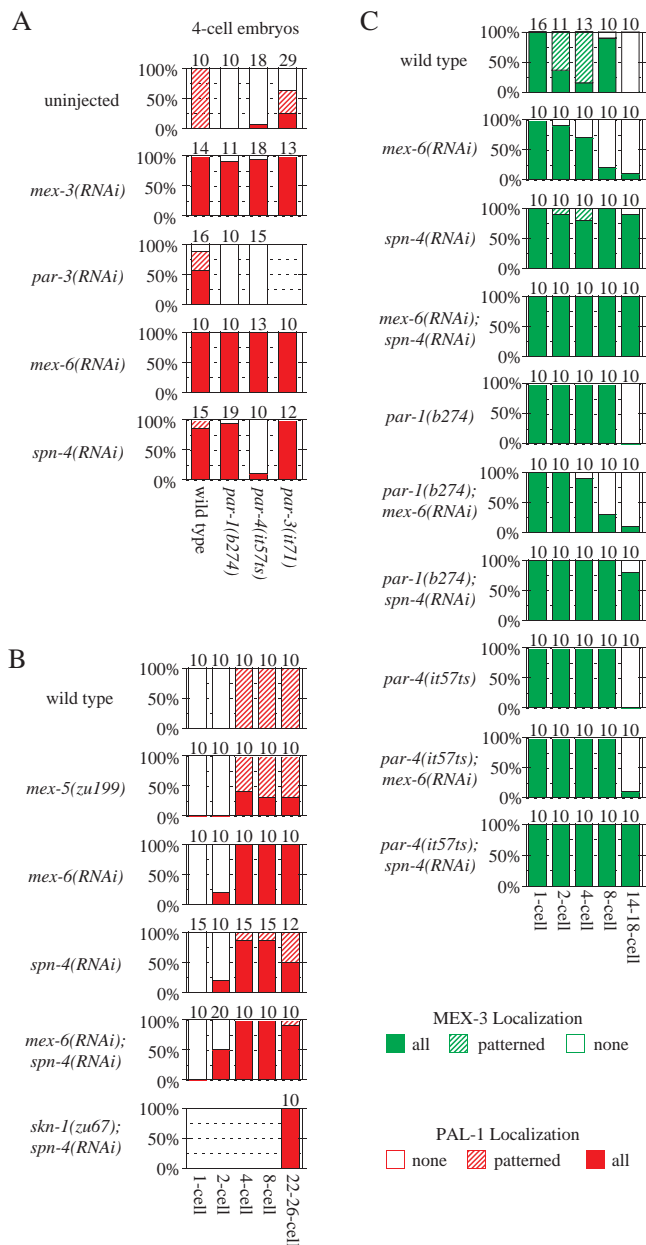 A
4-cell embryos
uninjected
100%
50%
0%
10 10 18 29
mex-3(RNAi)
100%
50%
0%
14 11 18 13
par-3(RNAi)
100%
50%
0%
16 10 15
mex-6(RNAi)
100%
50%
0%
10 10 13 10
spn-4(RNAi)
100%
50%
0%
15 19 10 12
wild type
par-1(b274)
par-4(it57ts)
par-3(it71)
B
wild type
100%
50%
0%
10 10 10 10 10
mex-5(zu199)
100%
50%
0%
10 10 10 10 10
mex-6(RNAi)
100%
50%
0%
10 10 10 10 10
spn-4(RNAi)
100%
50%
0%
15 10 15 15 12
mex-6(RNAi);
spn-4(RNAi)
100%
50%
0%
10 20 10 10 10
skn-1(zu67);
spn-4(RNAi)
100%
50%
0%
10
1-cell
2-cell
4-cell
8-cell
22-26-cell
C
wild type
100%
50%
0%
16 11 13 10 10
mex-6(RNAi)
100%
50%
0%
10 10 10 10 10
spn-4(RNAi)
100%
50%
0%
10 10 10 10 10
mex-6(RNAi);
spn-4(RNAi)
100%
50%
0%
10 10 10 10 10
par-1(b274)
100%
50%
0%
10 10 10 10 10
par-1(b274);
mex-6(RNAi)
100%
50%
0%
10 10 10 10 10
par-1(b274);
spn-4(RNAi)
100%
50%
0%
10 10 10 10 10
par-4(it57ts)
100%
50%
0%
10 10 10 10 10
par-4(it57ts);
mex-6(RNAi)
100%
50%
0%
10 10 10 10 10
par-4(it57ts);
spn-4(RNAi)
100%
50%
0%
10 10 10 10 10
1-cell
2-cell
4-cell
8-cell
14-18-cell
MEX-3 Localization
all patterned none
PAL-1 Localization
none patterned all